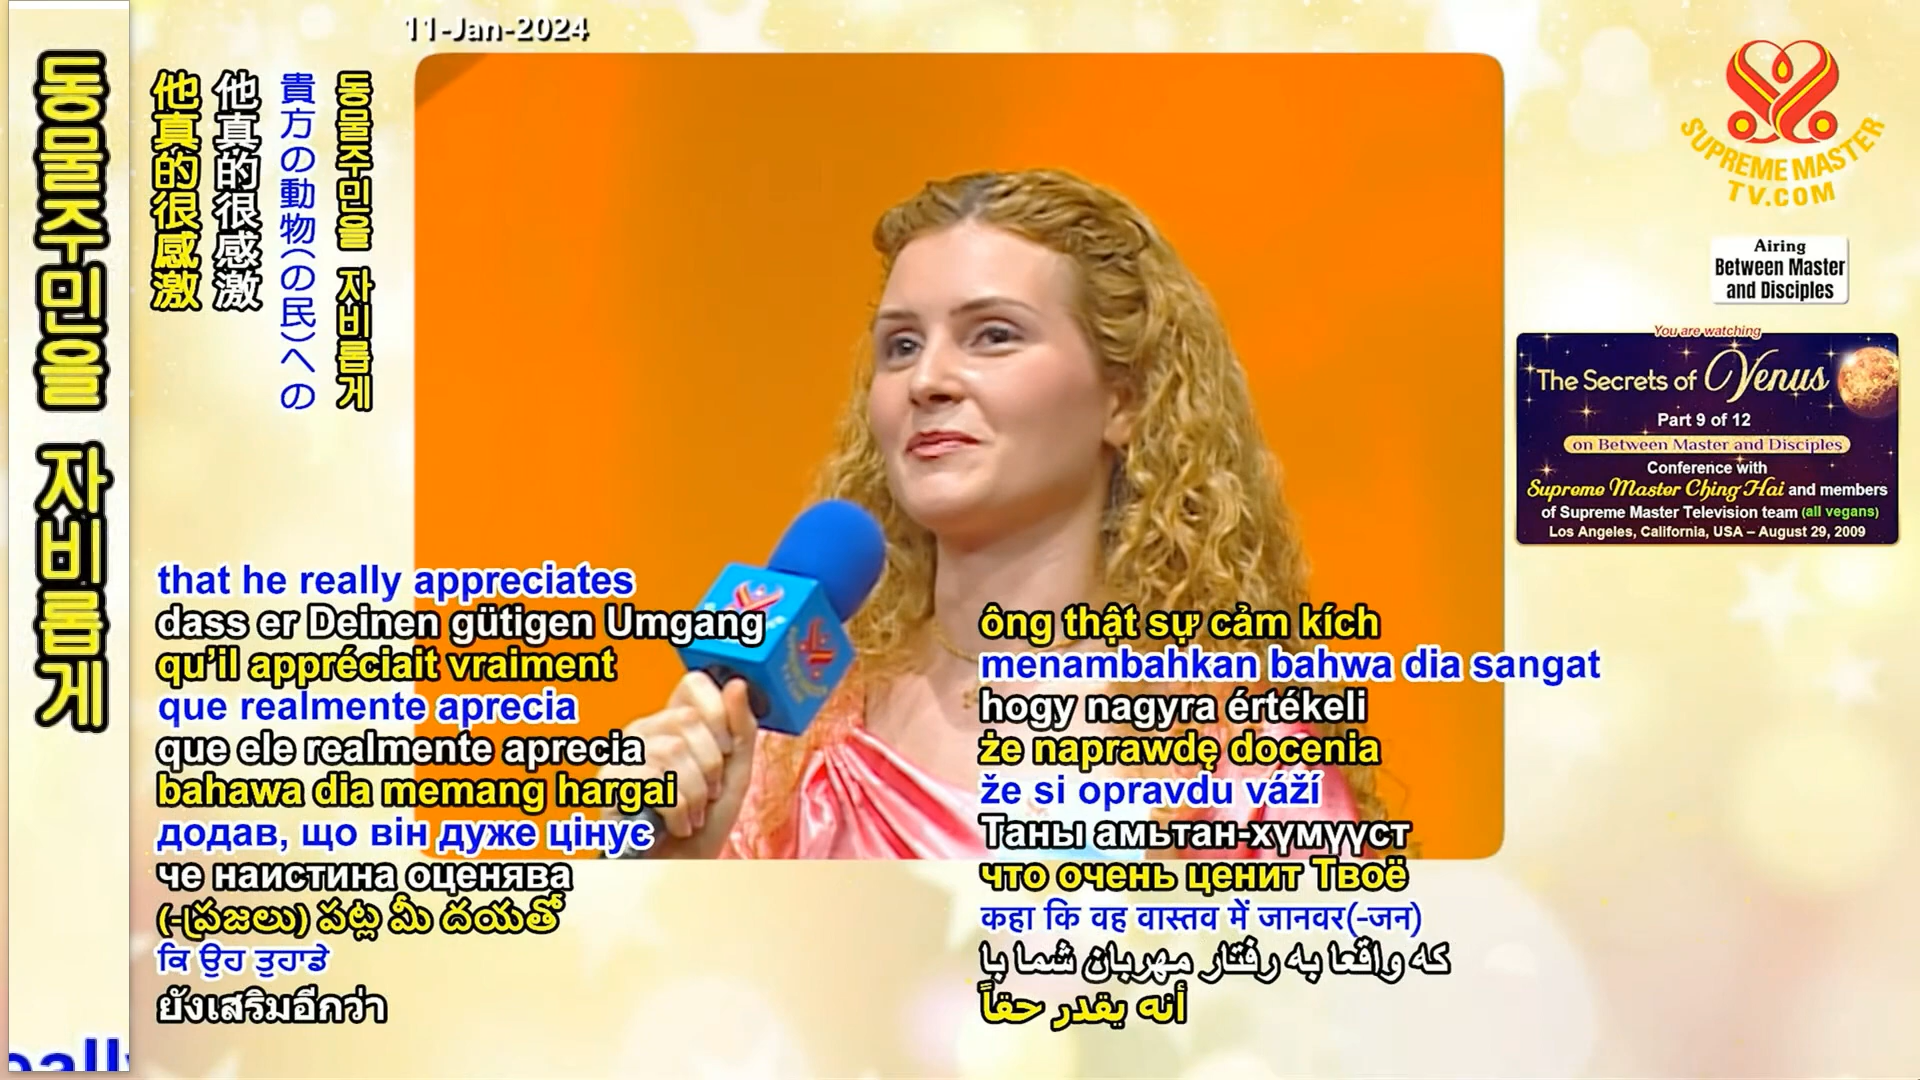 11-Jan-2024
동물주민을 자비롭게
他真的很感激
他真的很感激
貴方の動物(の民)への
동물주민을 자비롭게
that he really appreciates
dass er Deinen gütigen Umgang
qu’il appréciait vraiment
que realmente aprecia
que ele realmente aprecia
bahawa dia memang hargai
додав, що він дуже цінує
че наистина оценява
(-ప్రజలు) పట్ల మీ దయతో
ਕਿ ਉਹ ਤੁਹਾਡੇ
ยังเสริมอีกว่า
ông thật sự cảm kích
menambahkan bahwa dia sangat
hogy nagyra értékeli
że naprawdę docenia
že si opravdu váží
Таны амьтан-хүмүүст
что очень ценит Твоё
कहा कि वह वास्तव में जानवर(-जन)
که واقعا به رفتار مهربان شما با
أنه يقدر حقاً
SUPREME MASTER
TV.COM
Airing
Between Master
and Disciples
You are watching
The Secrets of Venus
Part 9 of 12
on Between Master and Disciples
Conference with
Supreme Master Ching Hai and members
of Supreme Master Television team (all vegans)
Los Angeles, California, USA – August 29, 2009